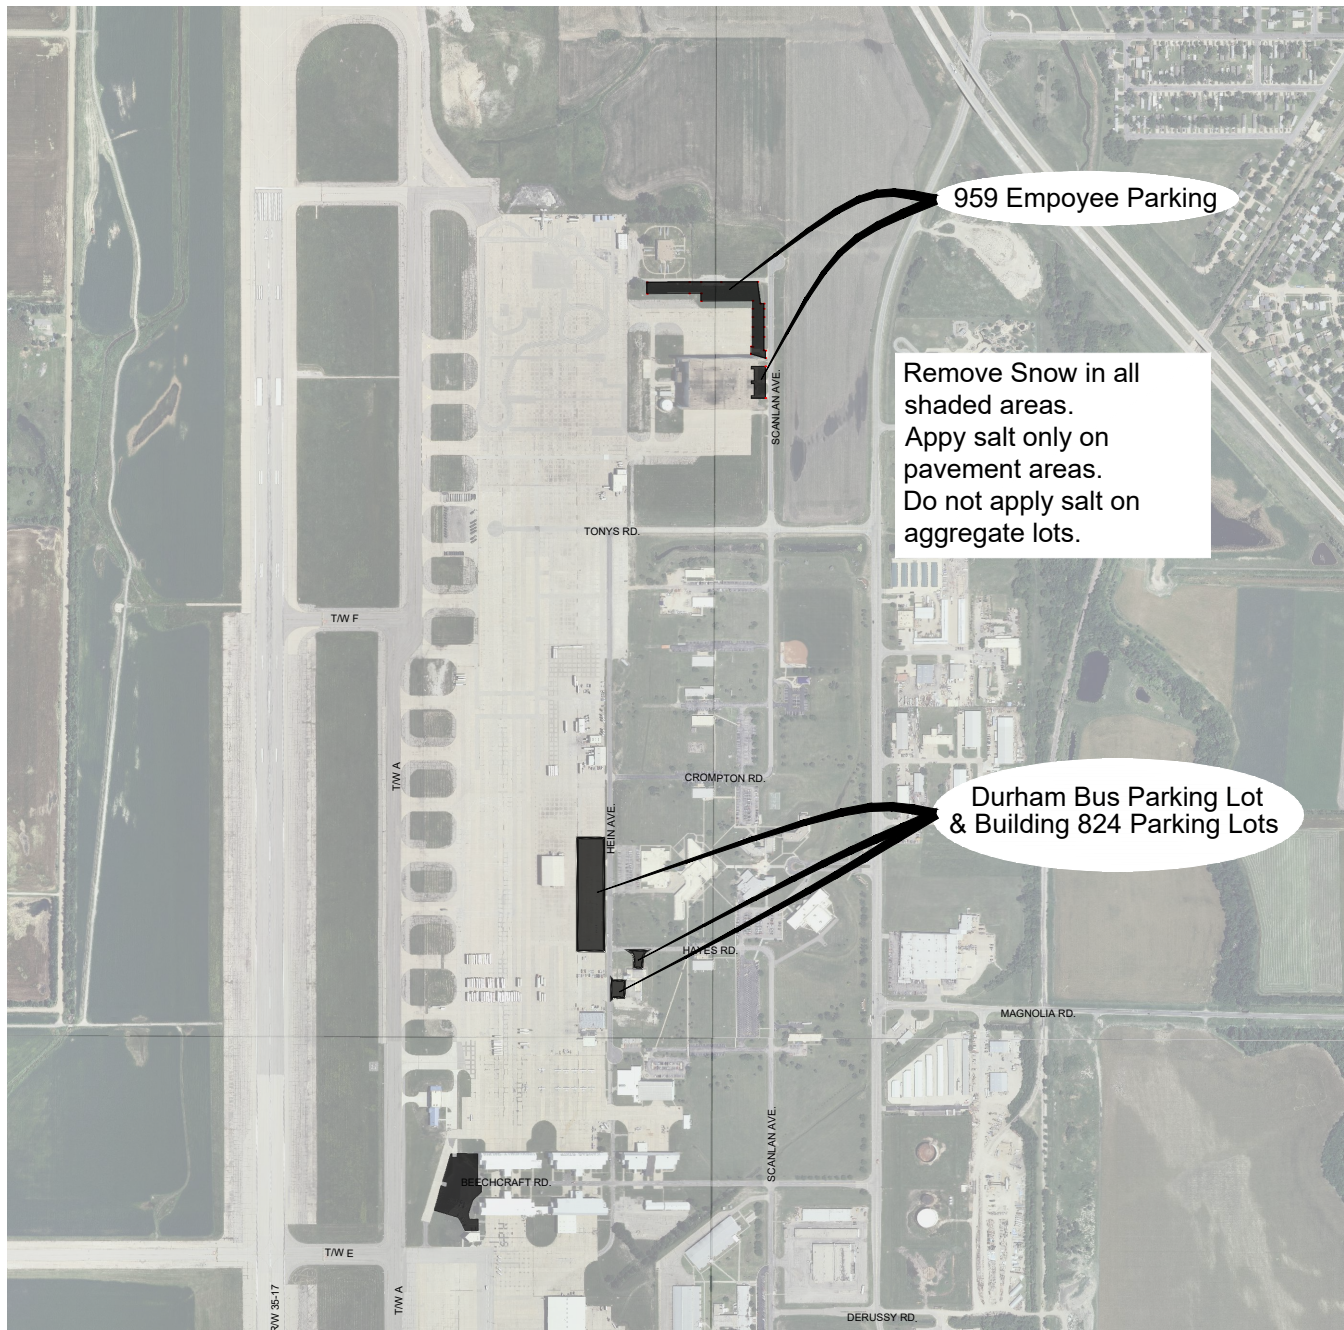 959 Empoyee Parking
Remove Snow in all
shaded areas.
Appy salt only on
pavement areas.
Do not apply salt on
aggregate lots.
SCANLAN AVE.
TONYS RD.
T/W F
T/W A
CROMPTON RD.
HEIN AVE.
Durham Bus Parking Lot
& Building 824 Parking Lots
HAYES RD.
MAGNOLIA RD.
SCANLAN AVE.
BEECHCRAFT RD.
T/W E
R/W 35-17
T/W A
DERUSSY RD.